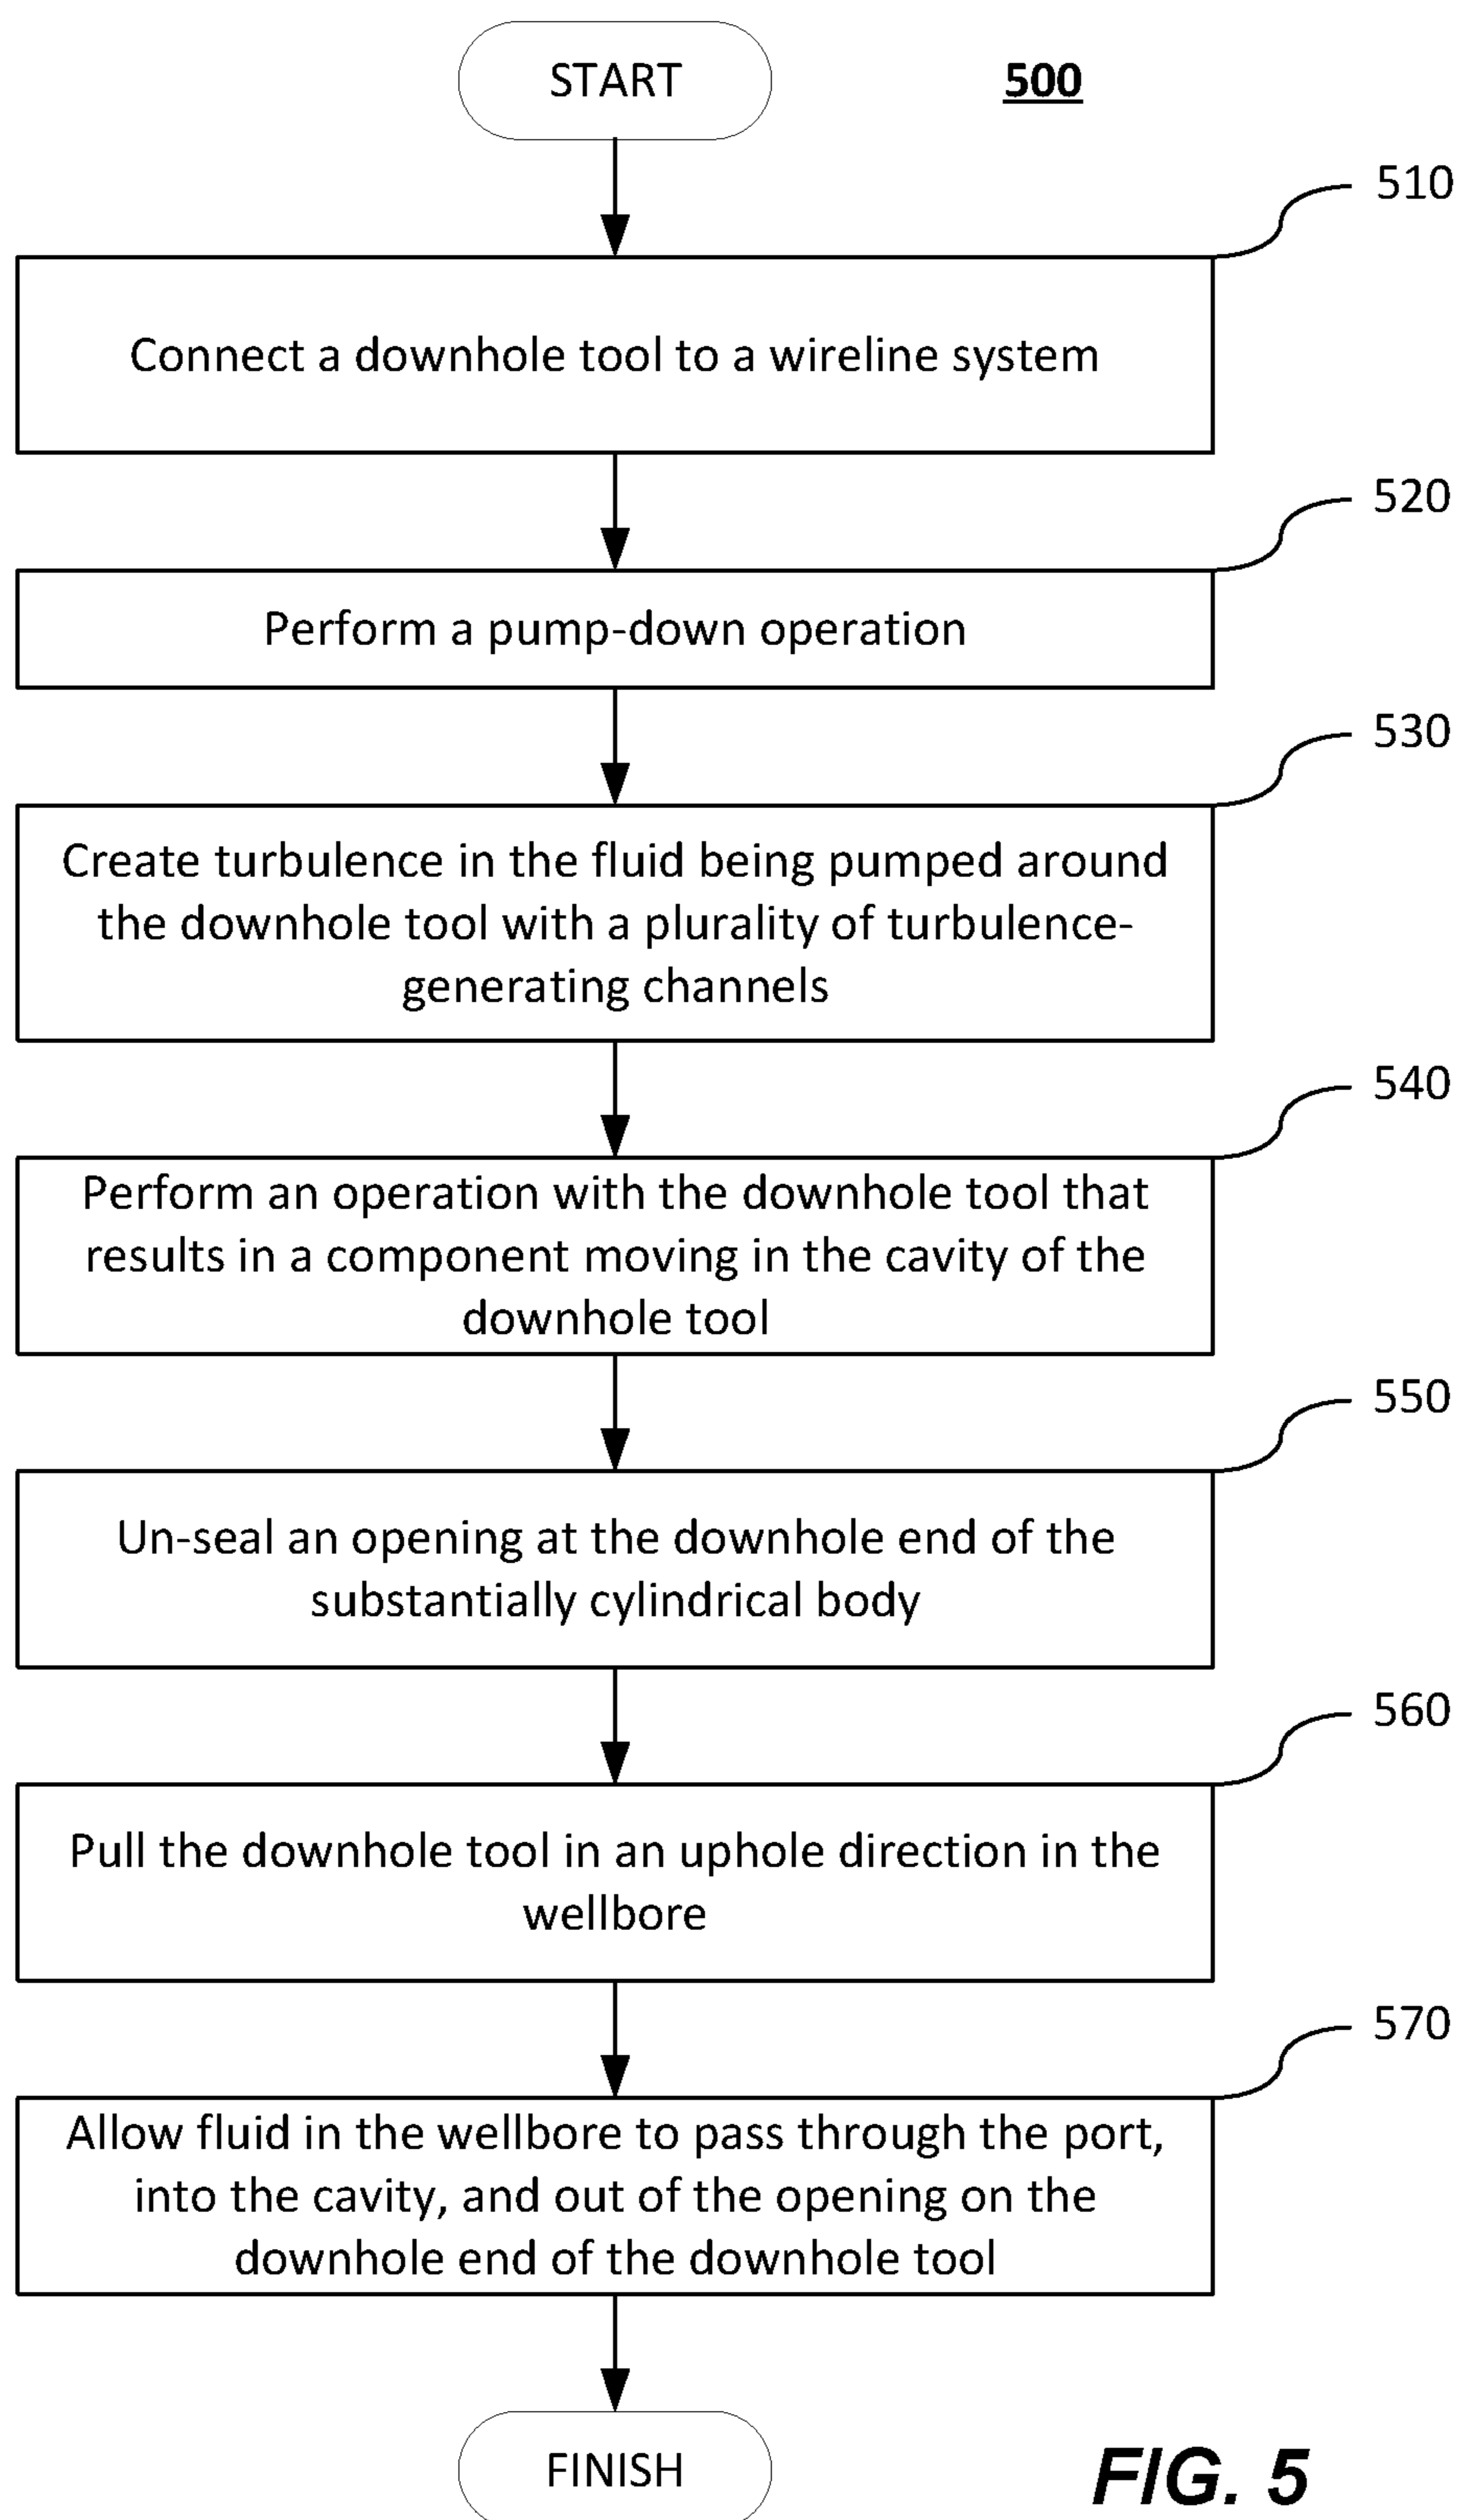 START
500
510
Connect a downhole tool to a wireline system
520
Perform a pump-down operation
530
Create turbulence in the fluid being pumped around
the downhole tool with a plurality of turbulence-
generating channels
540
Perform an operation with the downhole tool that
results in a component moving in the cavity of the
downhole tool
550
Un-seal an opening at the downhole end of the
substantially cylindrical body
560
Pull the downhole tool in an uphole direction in the
wellbore
570
Allow fluid in the wellbore to pass through the port,
into the cavity, and out of the opening on the
downhole end of the downhole tool
FINISH
FIG. 5